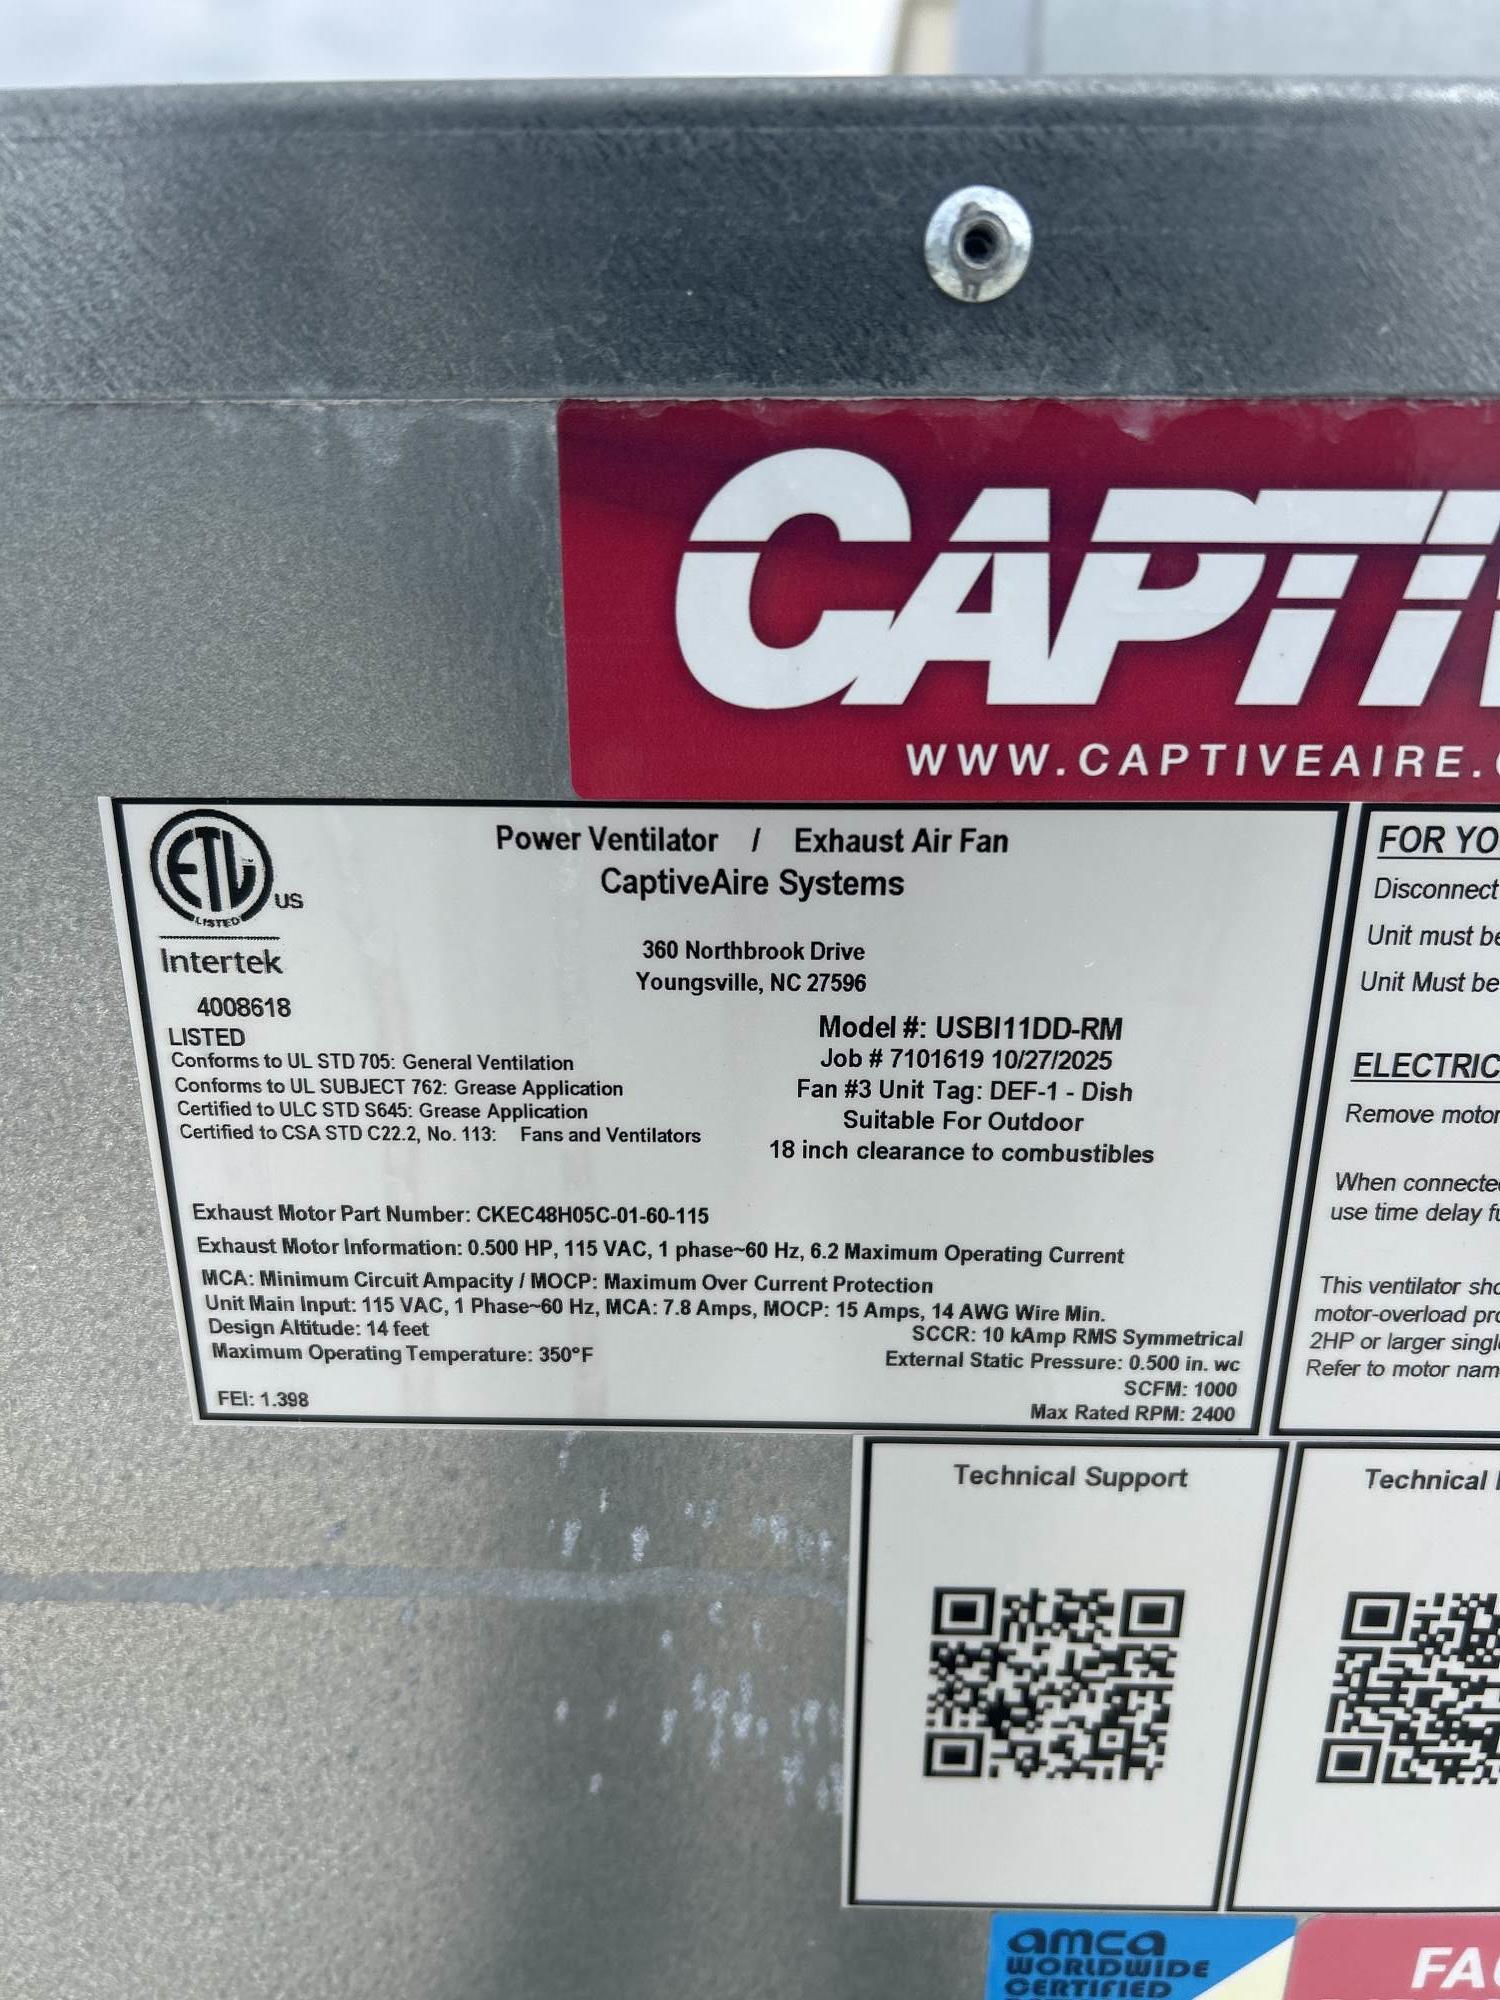 CAPTI
WWW.CAPTIVEAIRE.
ETL
LISTED
US
Intertek
4008618
LISTED
Conforms to UL STD 705: General Ventilation
Conforms to UL SUBJECT 762: Grease Application
Certified to ULC STD S645: Grease Application
Certified to CSA STD C22.2, No. 113: Fans and Ventilators
Power Ventilator / Exhaust Air Fan
CaptiveAire Systems
360 Northbrook Drive
Youngsville, NC 27596
Model #: USBI11DD-RM
Job # 7101619 10/27/2025
Fan #3 Unit Tag: DEF-1 - Dish
Suitable For Outdoor
18 inch clearance to combustibles
Exhaust Motor Part Number: CKEC48H05C-01-60-115
Exhaust Motor Information: 0.500 HP, 115 VAC, 1 phase~60 Hz, 6.2 Maximum Operating Current
MCA: Minimum Circuit Ampacity / MOCP: Maximum Over Current Protection
Unit Main Input: 115 VAC, 1 Phase~60 Hz, MCA: 7.8 Amps, MOCP: 15 Amps, 14 AWG Wire Min.
Design Altitude: 14 feet
Maximum Operating Temperature: 350°F
FEI: 1.398
SCCR: 10 kAmp RMS Symmetrical
External Static Pressure: 0.500 in. wc
SCFM: 1000
Max Rated RPM: 2400
FOR YO
Disconnect
Unit must be
Unit Must be
ELECTRIC
Remove motor
When connected
use time delay fu
This ventilator sho
motor-overload pro
2HP or larger single
Refer to motor nam
Technical Support
Technical
amca
WORLDWIDE
CERTIFIED
FA